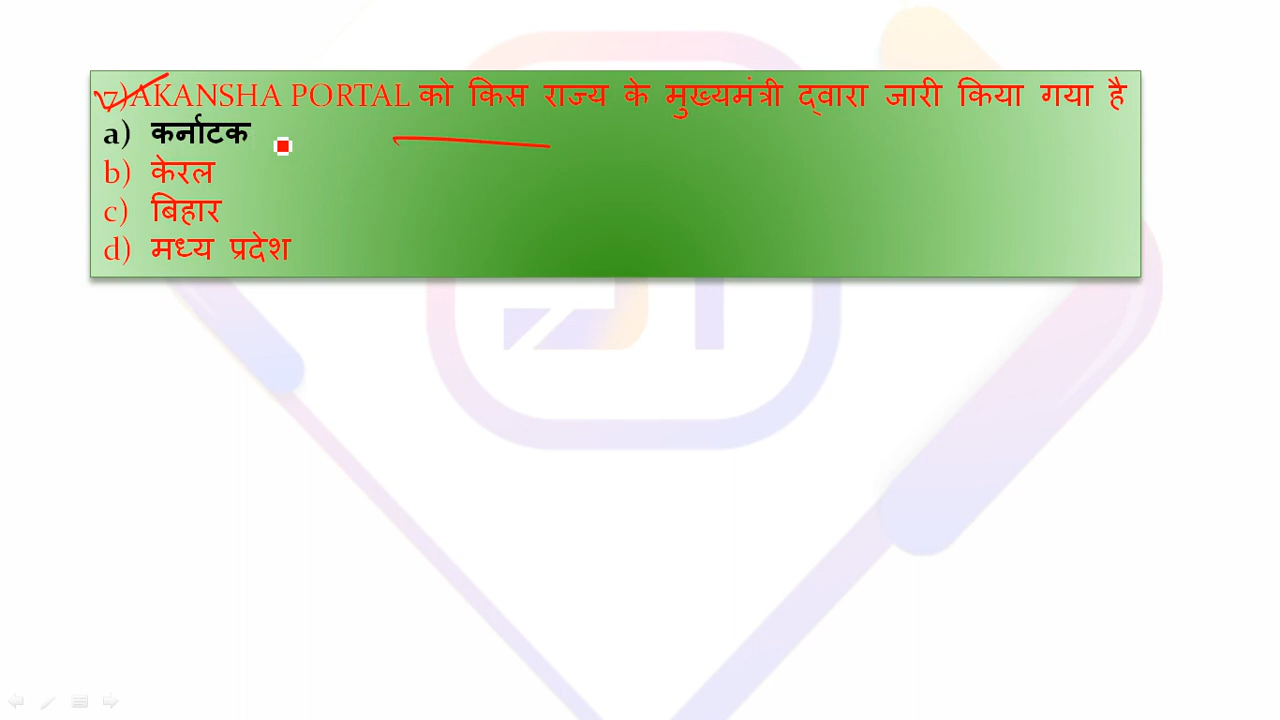 7)AKANSHA PORTAL को किस राज्य के मुख्यमंत्री द्वारा जारी किया गया है
a) कर्नाटक
b) केरल
c) बिहार
d) मध्य प्रदेश